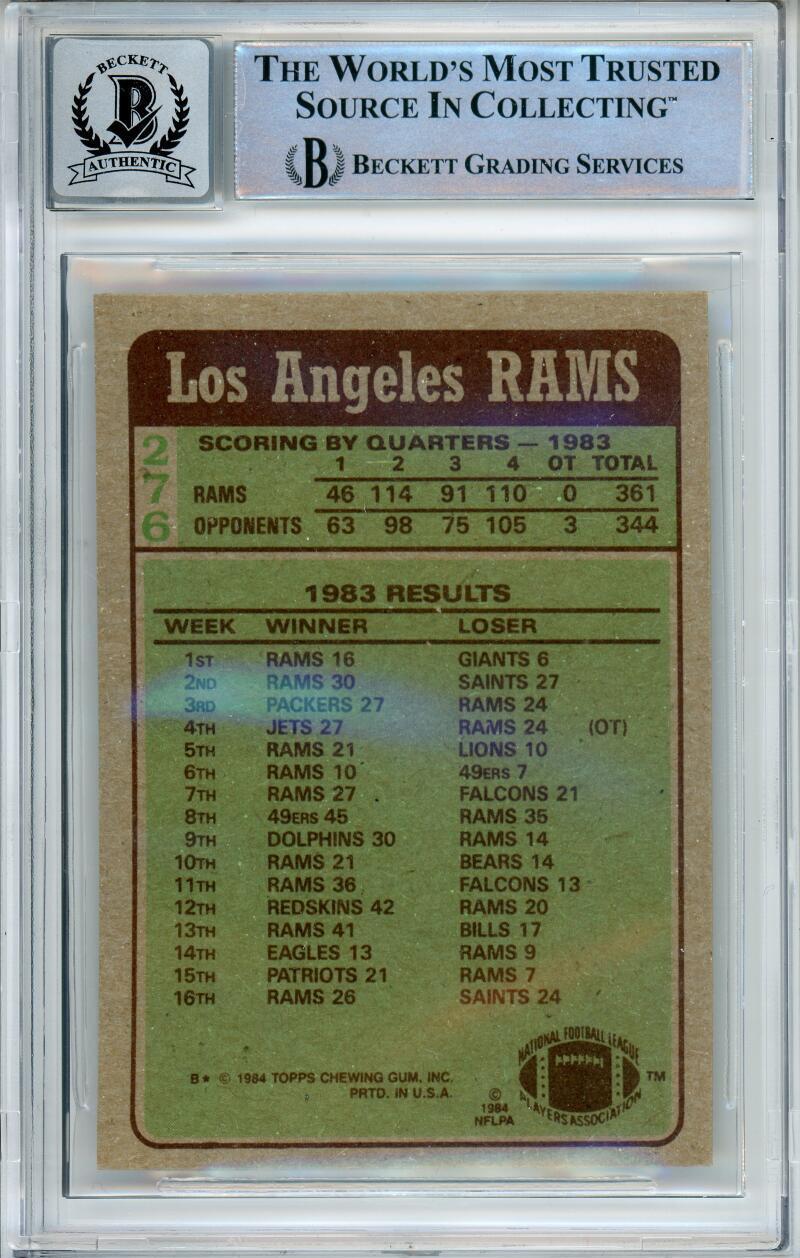 BECKETT
B
AUTHENTIC
THE WORLD'S MOST TRUSTED
SOURCE IN COLLECTING™
B BECKETT GRADING SERVICES
Los Angeles RAMS
276
SCORING BY QUARTERS — 1983
1 2 3 4 OT TOTAL
RAMS 46 114 91 110 0 361
OPPONENTS 63 98 75 105 3 344
1983 RESULTS
WEEK WINNER LOSER
1ST RAMS 16 GIANTS 6
2ND RAMS 30 SAINTS 27
3RD PACKERS 27 RAMS 24
4TH JETS 27 RAMS 24 (OT)
5TH RAMS 21 LIONS 10
6TH RAMS 10 49ERS 7
7TH RAMS 27 FALCONS 21
8TH 49ERS 45 RAMS 35
9TH DOLPHINS 30 RAMS 14
10TH RAMS 21 BEARS 14
11TH RAMS 36 FALCONS 13
12TH REDSKINS 42 RAMS 20
13TH RAMS 41 BILLS 17
14TH EAGLES 13 RAMS 9
15TH PATRIOTS 21 RAMS 7
16TH RAMS 26 SAINTS 24
B* © 1984 TOPPS CHEWING GUM, INC.
PRTD. IN U.S.A.
©
1984
NFLPA
NATIONAL FOOTBALL LEAGUE
PLAYERS ASSOCIATION
TM